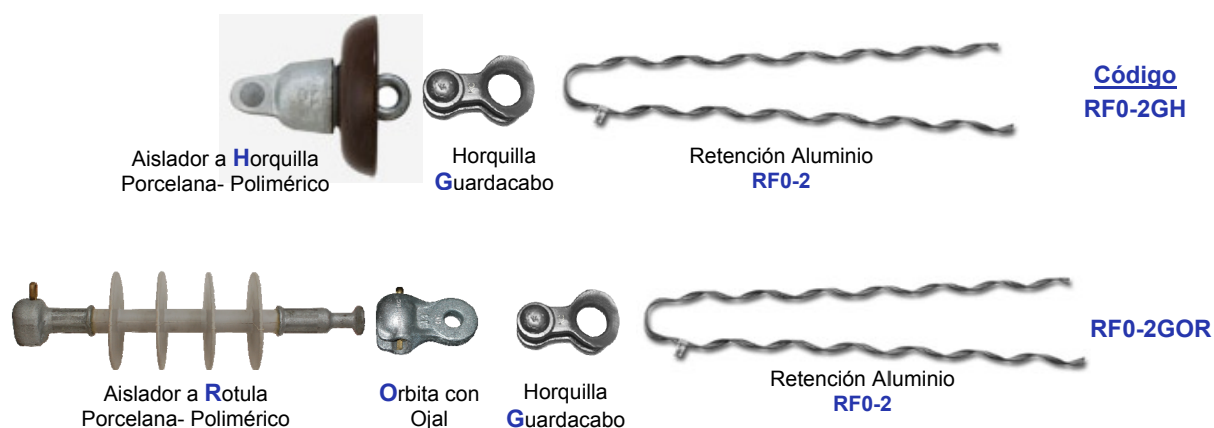 Código
RF0-2GH
Aislador a Horquilla
Porcelana- Polimérico
Horquilla
Guardacabo
Retención Aluminio
RF0-2
RF0-2GOR
Aislador a Rotula
Porcelana- Polimérico
Orbita con
Ojal
Horquilla
Guardacabo
Retención Aluminio
RF0-2